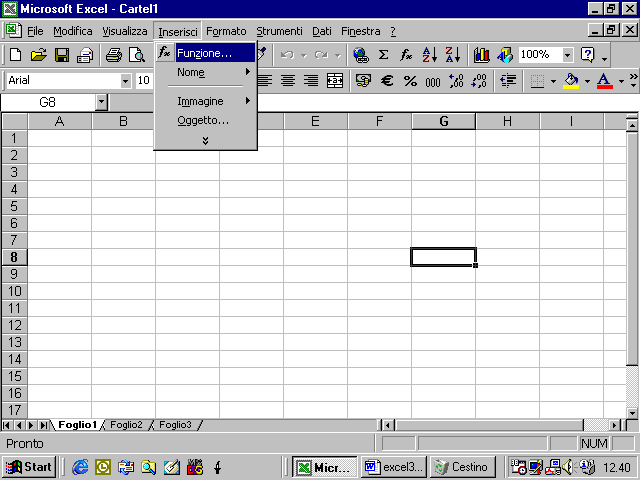 Microsoft Excel - Cartel1
File Modifica Visualizza Inserisci Formato Strumenti Dati Finestra ?
fx Funzione...
100%
Arial 10
Nome
G8
Immagine
Oggetto...
A B E F G H I
1
2
3
4
5
6
7
8
9
10
11
12
13
14
15
16
17
Foglio1 Foglio2 Foglio3
Pronto NUM
Start Micr... excel3... Cestino 12.40